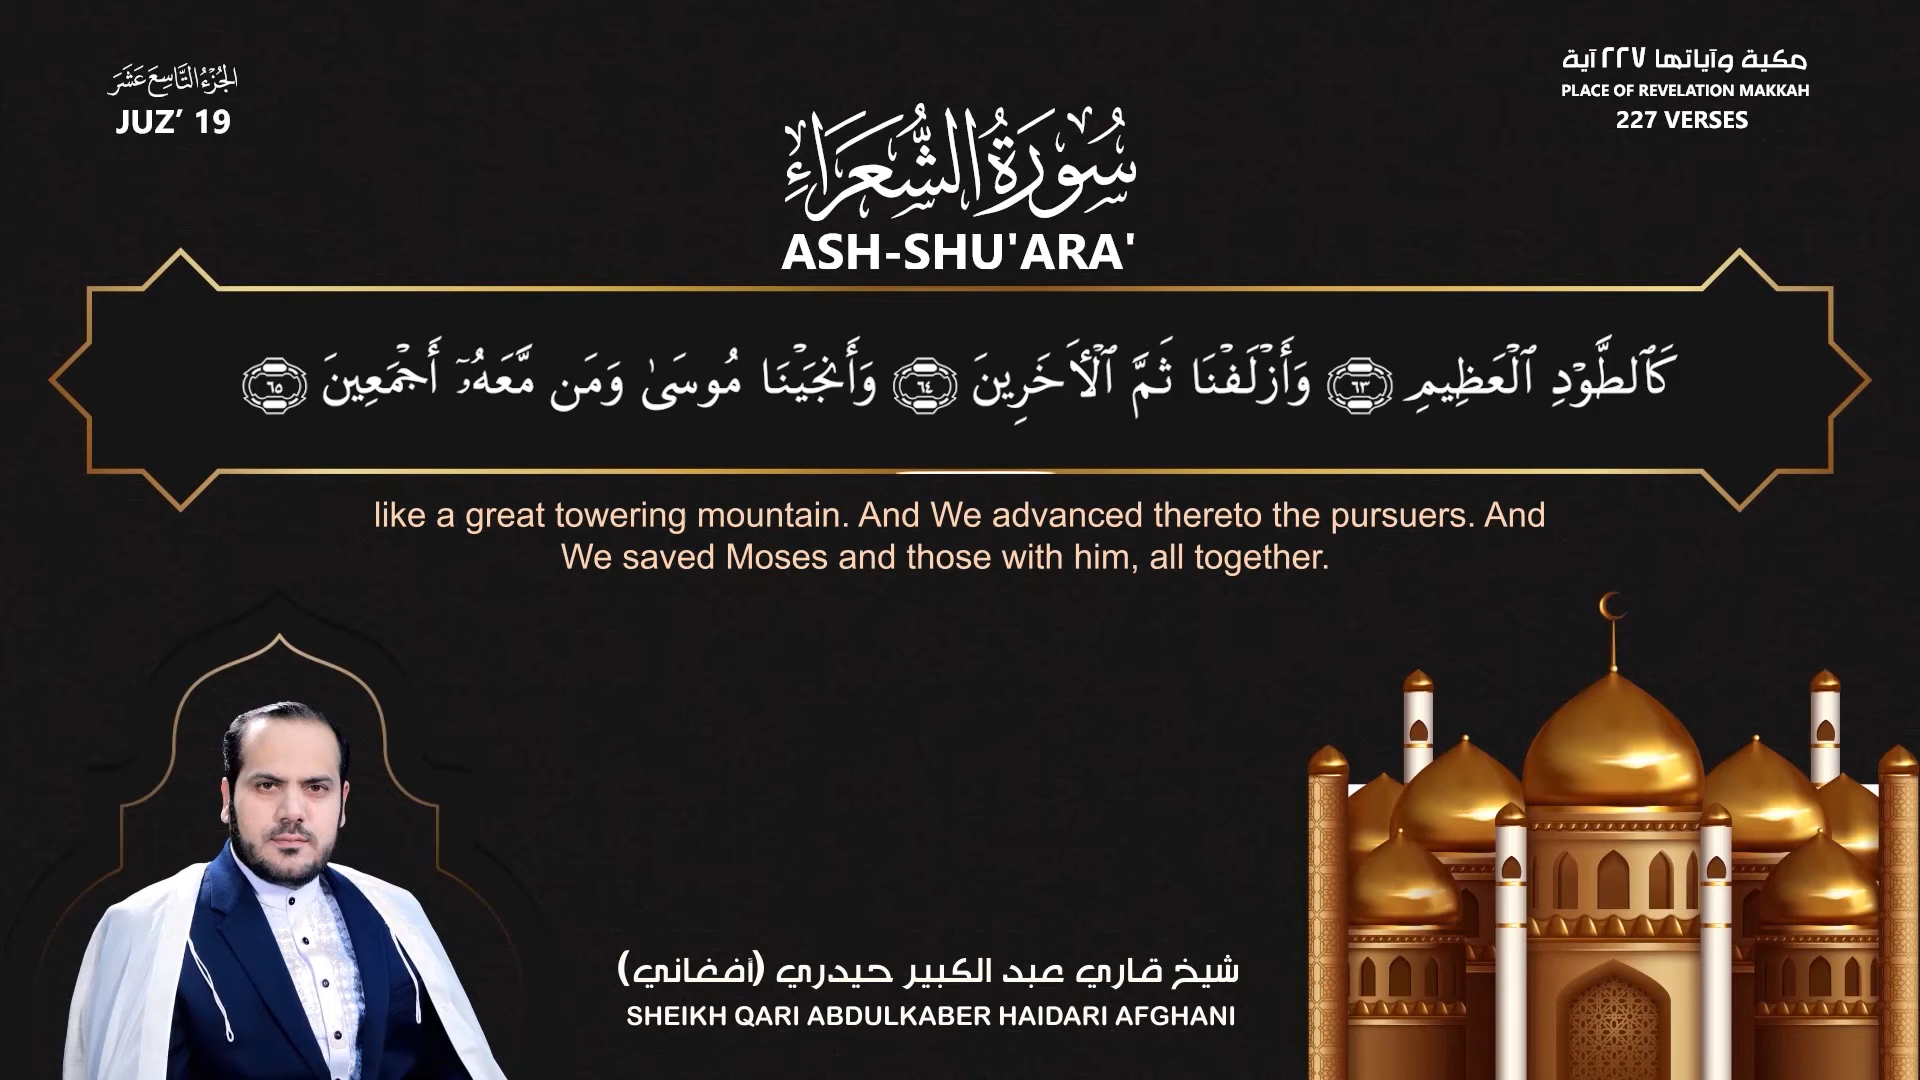 الجُزْءُ التَّاسِعَ عَشَرَ
JUZ’ 19
مكية وآياتها ٢٢٧ آية
PLACE OF REVELATION MAKKAH
227 VERSES
سُورَةُ الشُّعَرَاءِ
ASH-SHU'ARA'
كَٱلطَّوْدِ ٱلْعَظِيمِ ٦٣ وَأَزْلَفْنَا ثَمَّ ٱلْأَخَرِينَ ٦٤ وَأَنجَيْنَا مُوسَىٰ وَمَن مَّعَهُۥٓ أَجْمَعِينَ ٦٥
like a great towering mountain. And We advanced thereto the pursuers. And
We saved Moses and those with him, all together.
شيخ قاري عبد الكبير حيدري (أفغاني)
SHEIKH QARI ABDULKABER HAIDARI AFGHANI